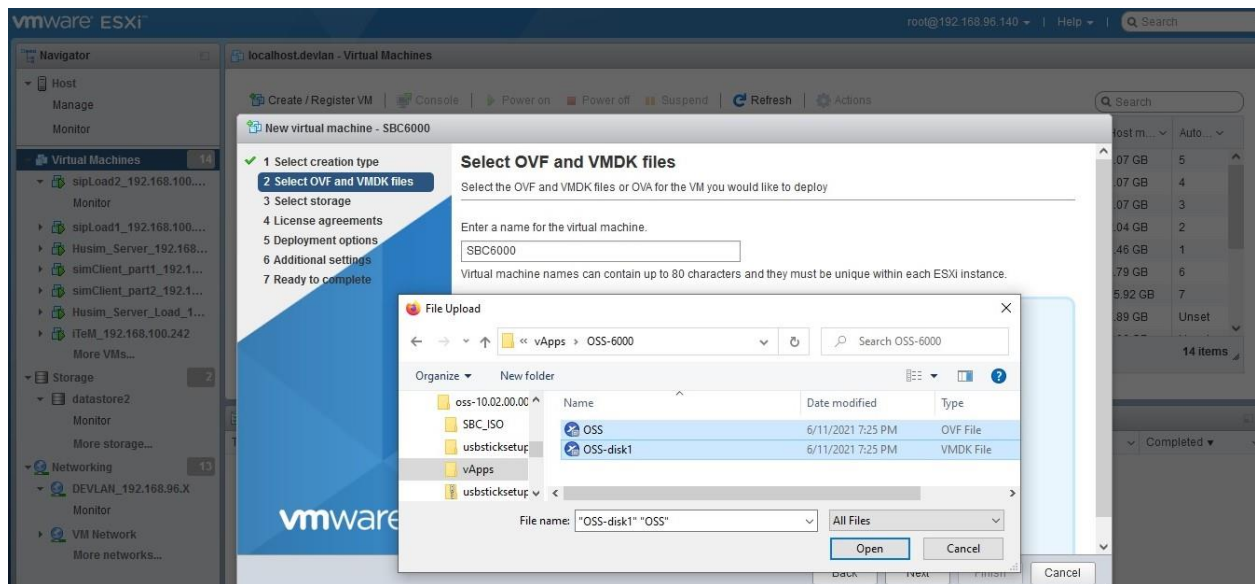 vmware ESXi™
root@192.168.96.140 | Help | Search
Navigator
Host
Manage
Monitor
Virtual Machines 14
sipLoad2_192.168.100....
Monitor
sipLoad1_192.168.100....
Husim_Server_192.168...
simClient_part1_192.1...
simClient_part2_192.1...
Husim_Server_Load_1...
iTeM_192.168.100.242
More VMs...
Storage 2
datastore2
Monitor
More storage...
Networking 13
DEVLAN_192.168.96.X
Monitor
VM Network
More networks...
localhost.devlan - Virtual Machines
Create / Register VM | Console | Power on Power off Suspend | Refresh | Actions
Search
Host m... Auto...
.07 GB 5
.07 GB 4
.07 GB 3
.04 GB 2
.46 GB 1
.79 GB 6
5.92 GB 7
.89 GB Unset
14 items
Completed
New virtual machine - SBC6000
1 Select creation type
2 Select OVF and VMDK files
3 Select storage
4 License agreements
5 Deployment options
6 Additional settings
7 Ready to complete
vmware
Select OVF and VMDK files
Select the OVF and VMDK files or OVA for the VM you would like to deploy
Enter a name for the virtual machine.
SBC6000
Virtual machine names can contain up to 80 characters and they must be unique within each ESXi instance.
File Upload
« vApps › OSS-6000
Search OSS-6000
Organize New folder
oss-10.02.00.00
SBC_ISO
usbsticksetup
vApps
usbsticksetup
Name Date modified Type
OSS 6/11/2021 7:25 PM OVF File
OSS-disk1 6/11/2021 7:25 PM VMDK File
File name: "OSS-disk1" "OSS" All Files
Open Cancel
Back Next Finish Cancel